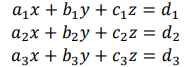 a₁x + b₁y + c₁z = d₁
a₂x + b₂y + c₂z = d₂
a₃x + b₃y + c₃z = d₃